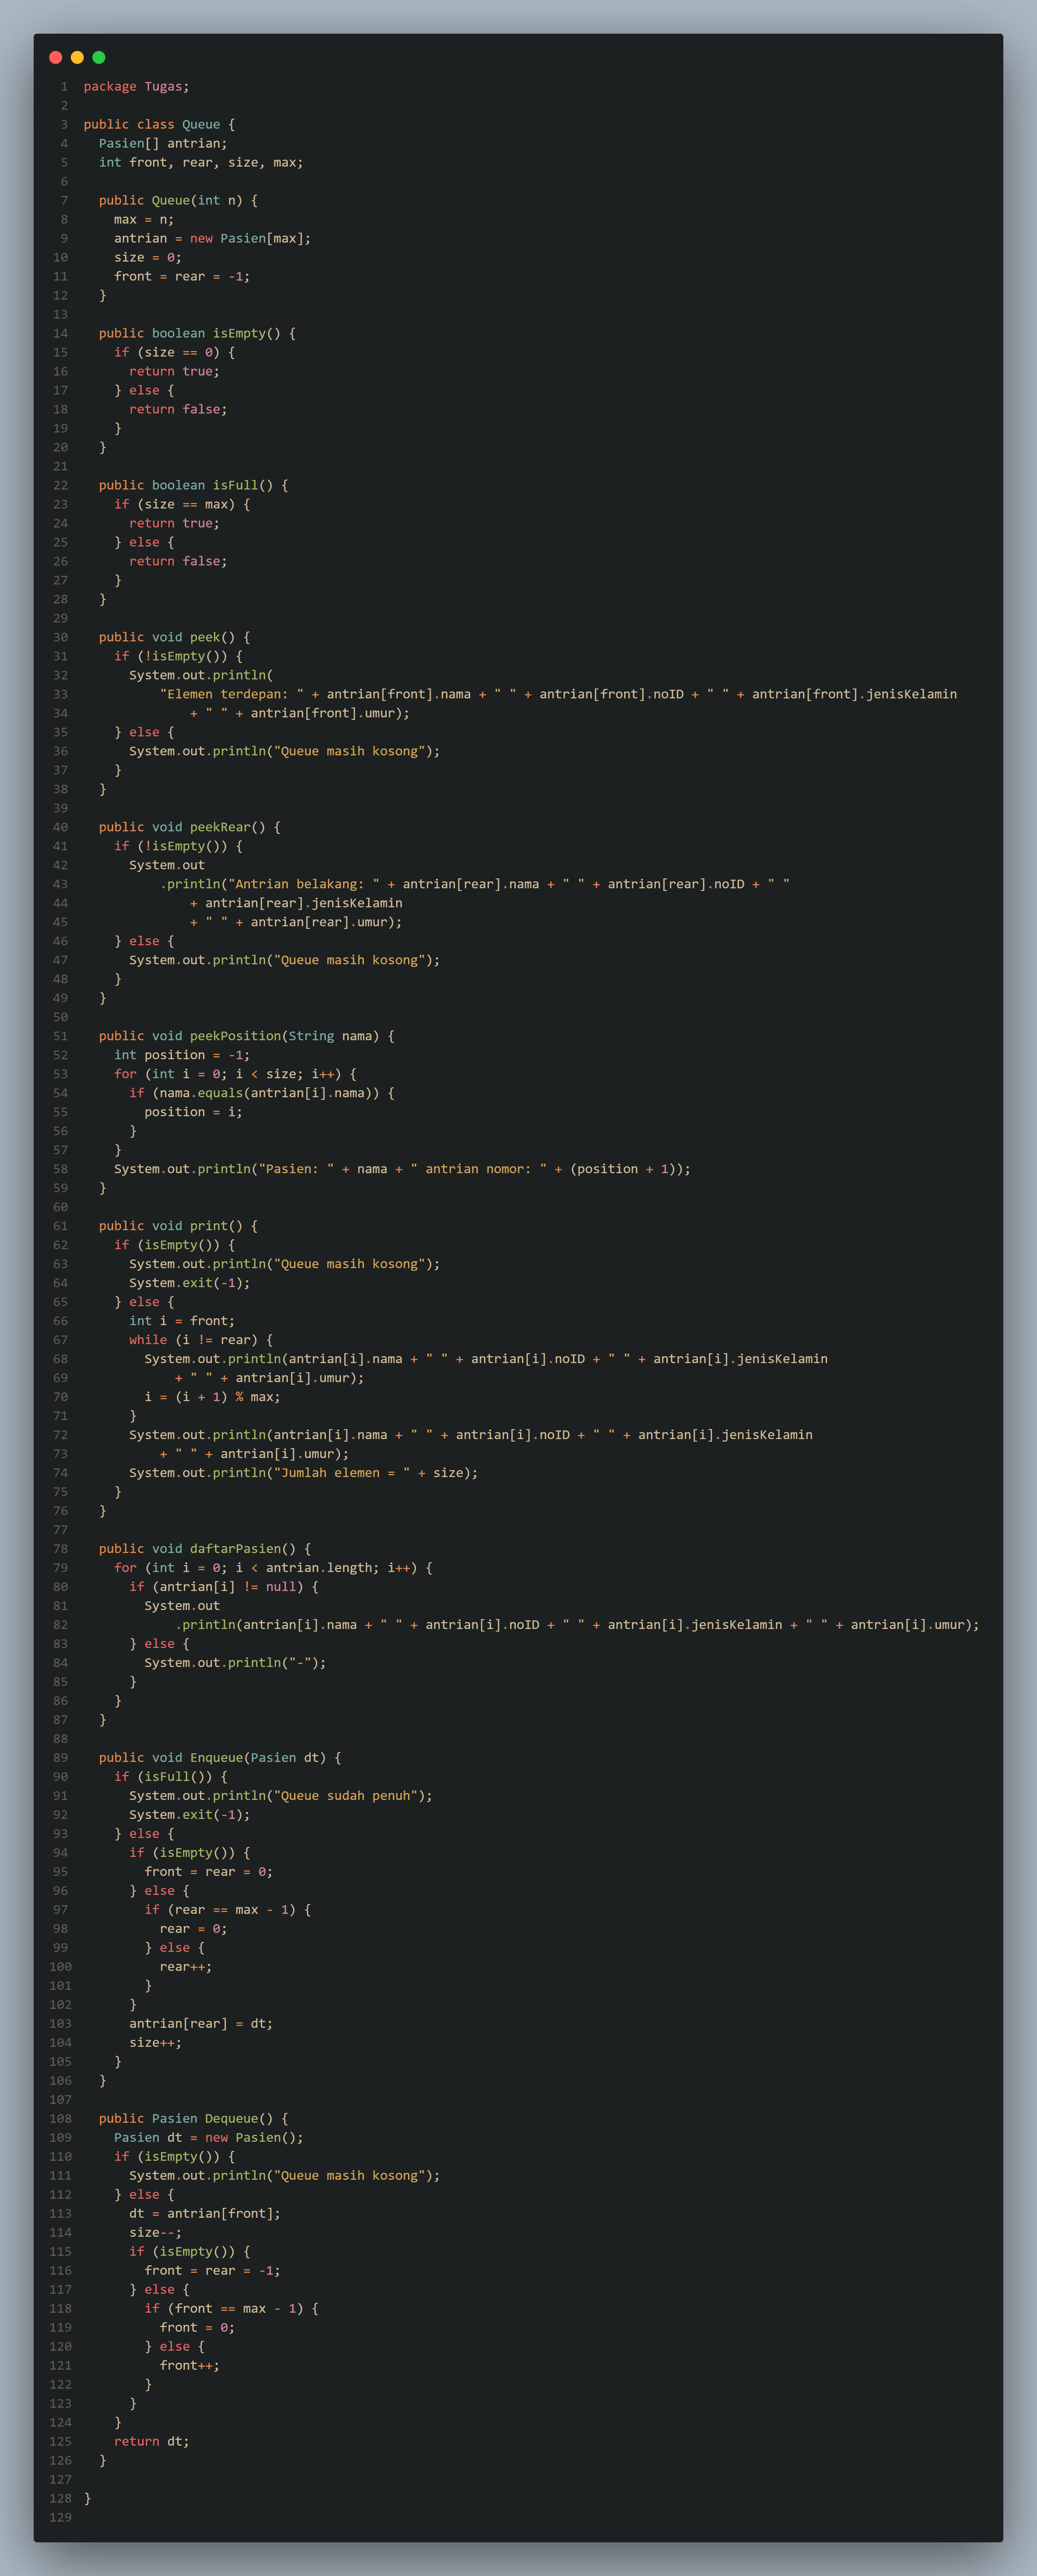 1 package Tugas;
2
3 public class Queue {
4   Pasien[] antrian;
5   int front, rear, size, max;
6
7   public Queue(int n) {
8     max = n;
9     antrian = new Pasien[max];
10     size = 0;
11     front = rear = -1;
12   }
13
14   public boolean isEmpty() {
15     if (size == 0) {
16       return true;
17     } else {
18       return false;
19     }
20   }
21
22   public boolean isFull() {
23     if (size == max) {
24       return true;
25     } else {
26       return false;
27     }
28   }
29
30   public void peek() {
31     if (!isEmpty()) {
32       System.out.println(
33           "Elemen terdepan: " + antrian[front].nama + " " + antrian[front].noID + " " + antrian[front].jenisKelamin
34               + " " + antrian[front].umur);
35     } else {
36       System.out.println("Queue masih kosong");
37     }
38   }
39
40   public void peekRear() {
41     if (!isEmpty()) {
42       System.out
43           .println("Antrian belakang: " + antrian[rear].nama + " " + antrian[rear].noID + " "
44               + antrian[rear].jenisKelamin
45               + " " + antrian[rear].umur);
46     } else {
47       System.out.println("Queue masih kosong");
48     }
49   }
50
51   public void peekPosition(String nama) {
52     int position = -1;
53     for (int i = 0; i < size; i++) {
54       if (nama.equals(antrian[i].nama)) {
55         position = i;
56       }
57     }
58     System.out.println("Pasien: " + nama + " antrian nomor: " + (position + 1));
59   }
60
61   public void print() {
62     if (isEmpty()) {
63       System.out.println("Queue masih kosong");
64       System.exit(-1);
65     } else {
66       int i = front;
67       while (i != rear) {
68         System.out.println(antrian[i].nama + " " + antrian[i].noID + " " + antrian[i].jenisKelamin
69             + " " + antrian[i].umur);
70         i = (i + 1) % max;
71       }
72       System.out.println(antrian[i].nama + " " + antrian[i].noID + " " + antrian[i].jenisKelamin
73           + " " + antrian[i].umur);
74       System.out.println("Jumlah elemen = " + size);
75     }
76   }
77
78   public void daftarPasien() {
79     for (int i = 0; i < antrian.length; i++) {
80       if (antrian[i] != null) {
81         System.out
82             .println(antrian[i].nama + " " + antrian[i].noID + " " + antrian[i].jenisKelamin + " " + antrian[i].umur);
83       } else {
84         System.out.println("-");
85       }
86     }
87   }
88
89   public void Enqueue(Pasien dt) {
90     if (isFull()) {
91       System.out.println("Queue sudah penuh");
92       System.exit(-1);
93     } else {
94       if (isEmpty()) {
95         front = rear = 0;
96       } else {
97         if (rear == max - 1) {
98           rear = 0;
99         } else {
100           rear++;
101         }
102       }
103       antrian[rear] = dt;
104       size++;
105     }
106   }
107
108   public Pasien Dequeue() {
109     Pasien dt = new Pasien();
110     if (isEmpty()) {
111       System.out.println("Queue masih kosong");
112     } else {
113       dt = antrian[front];
114       size--;
115       if (isEmpty()) {
116         front = rear = -1;
117       } else {
118         if (front == max - 1) {
119           front = 0;
120         } else {
121           front++;
122         }
123       }
124     }
125     return dt;
126   }
127
128 }
129